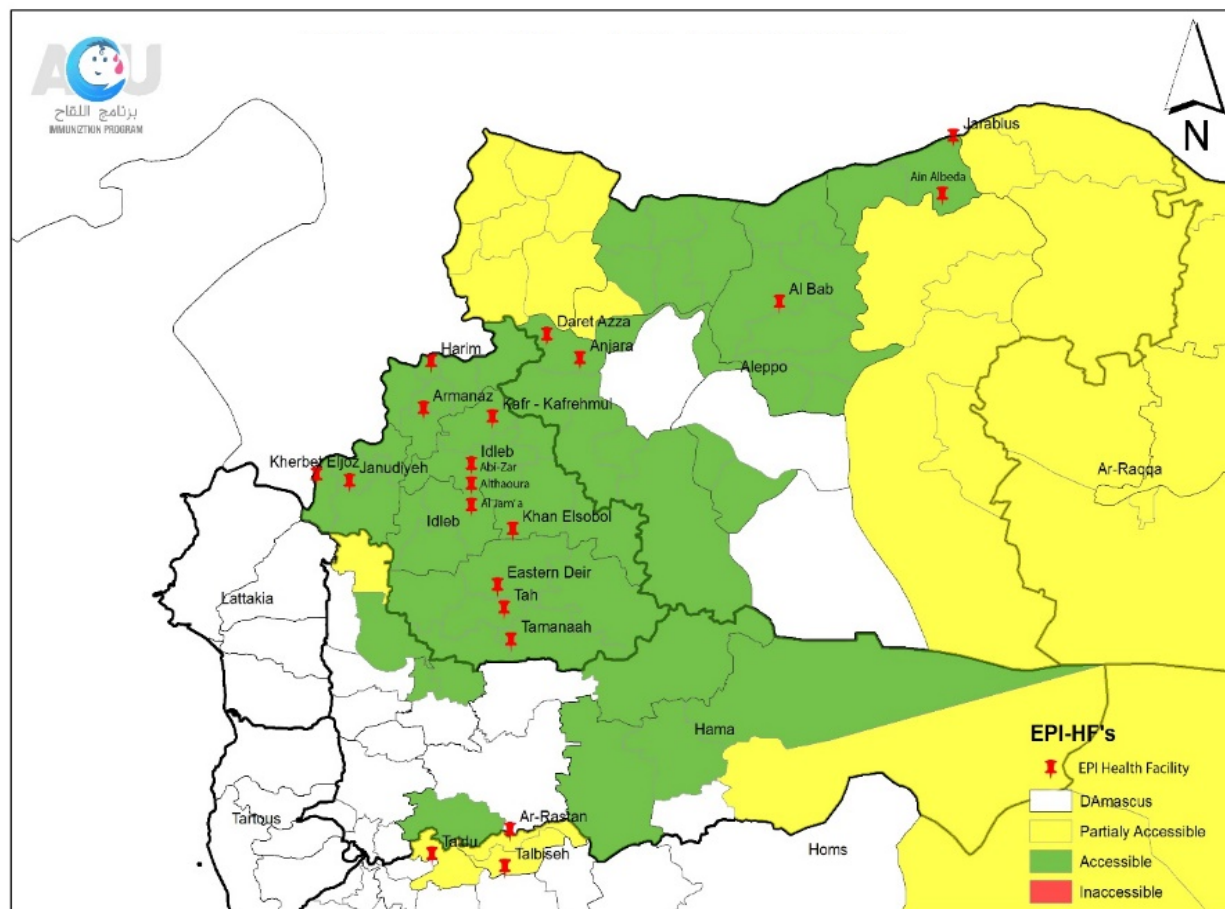 ACU
برنامج اللقاح
IMMUNIZTION PROGRAM
N
Jarablus
Ain Albeda
Al Bab
Daret Azza
Anjara
Harim
Aleppo
Armanaz
Kafr - Kafrehmul
Idleb
Abi-Zar
Kherbet Eljoz
Janudiyeh
Althaoura
Ar-Raqqa
Al Jam'a
Idleb
Khan Elsobol
Eastern Deir
Lattakia
Tah
Tamanaah
Hama
EPI-HF's
EPI Health Facility
DAmascus
Partialy Accessible
Accessible
Inaccessible
Tartous
Ar-Rastan
Taldu
Talbiseh
Homs